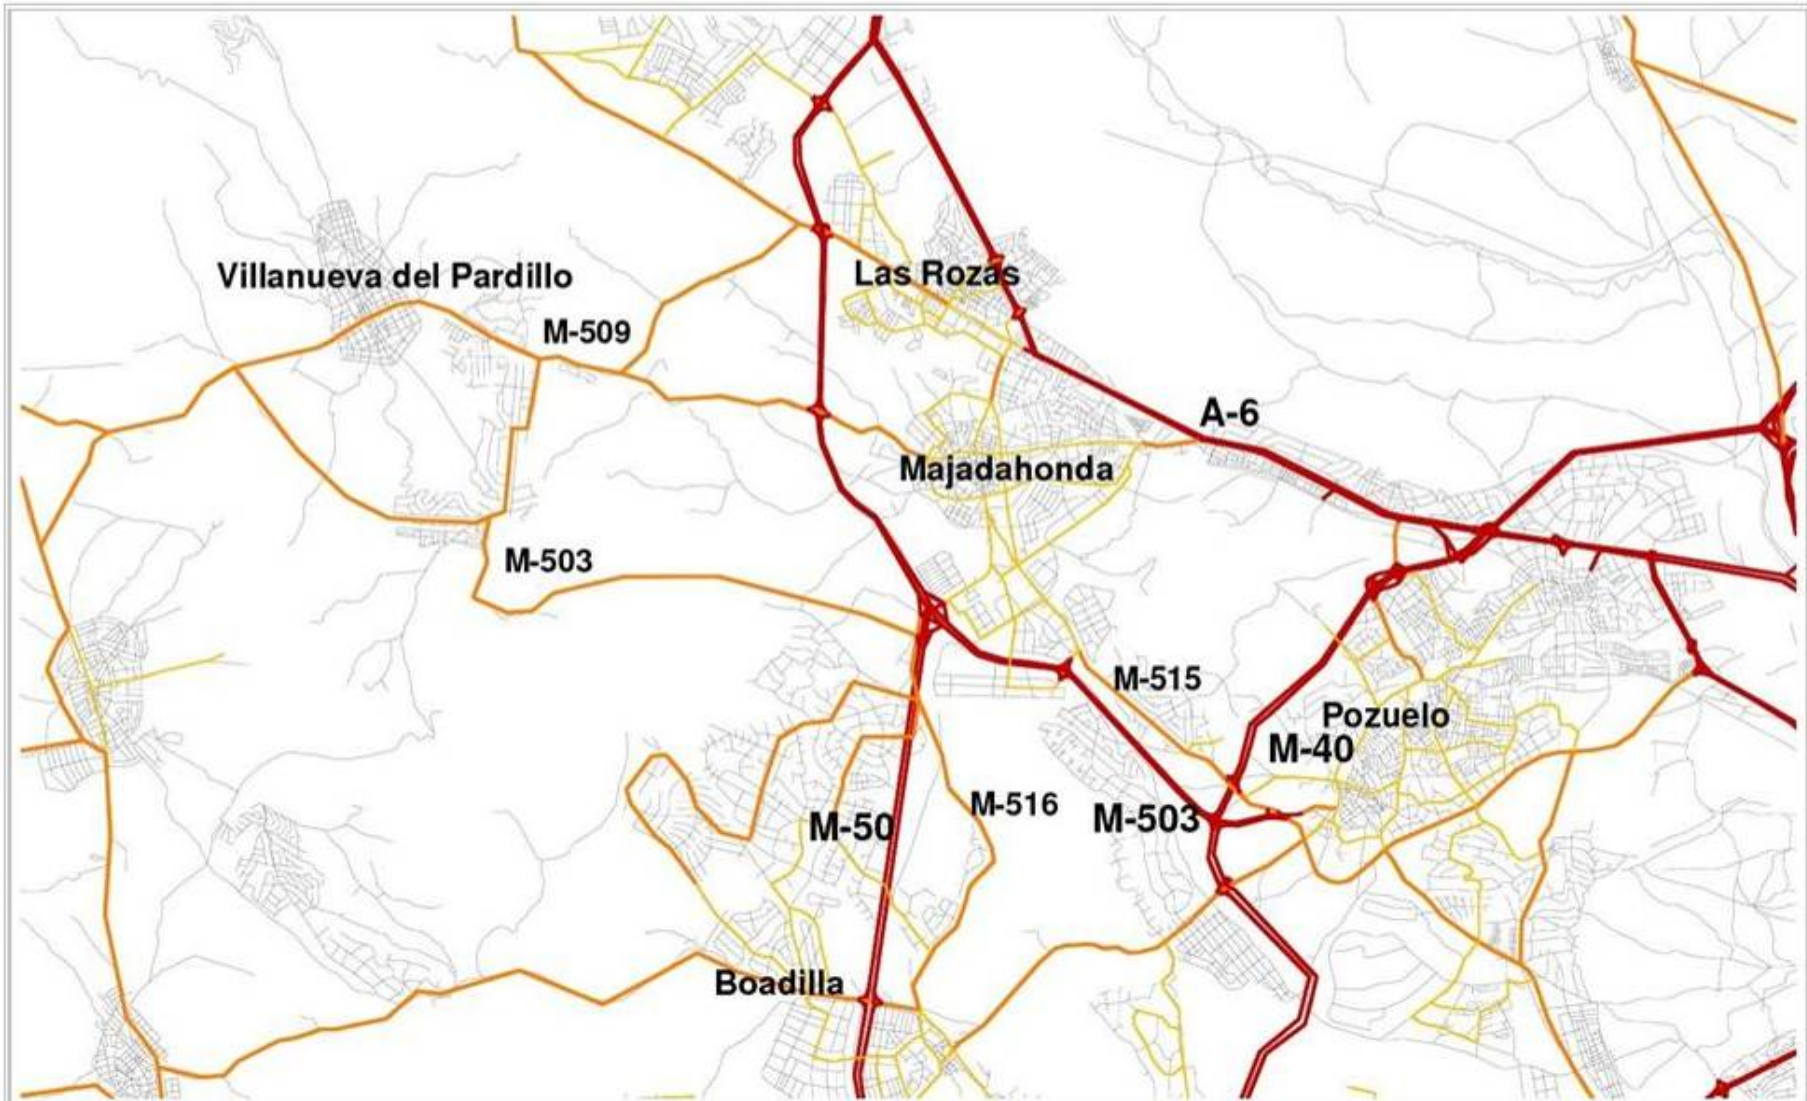 Las Rozas
Villanueva del Pardillo
M-509
A-6
Majadahonda
M-503
M-515
Pozuelo
M-40
M-516
M-503
M-50
Boadilla